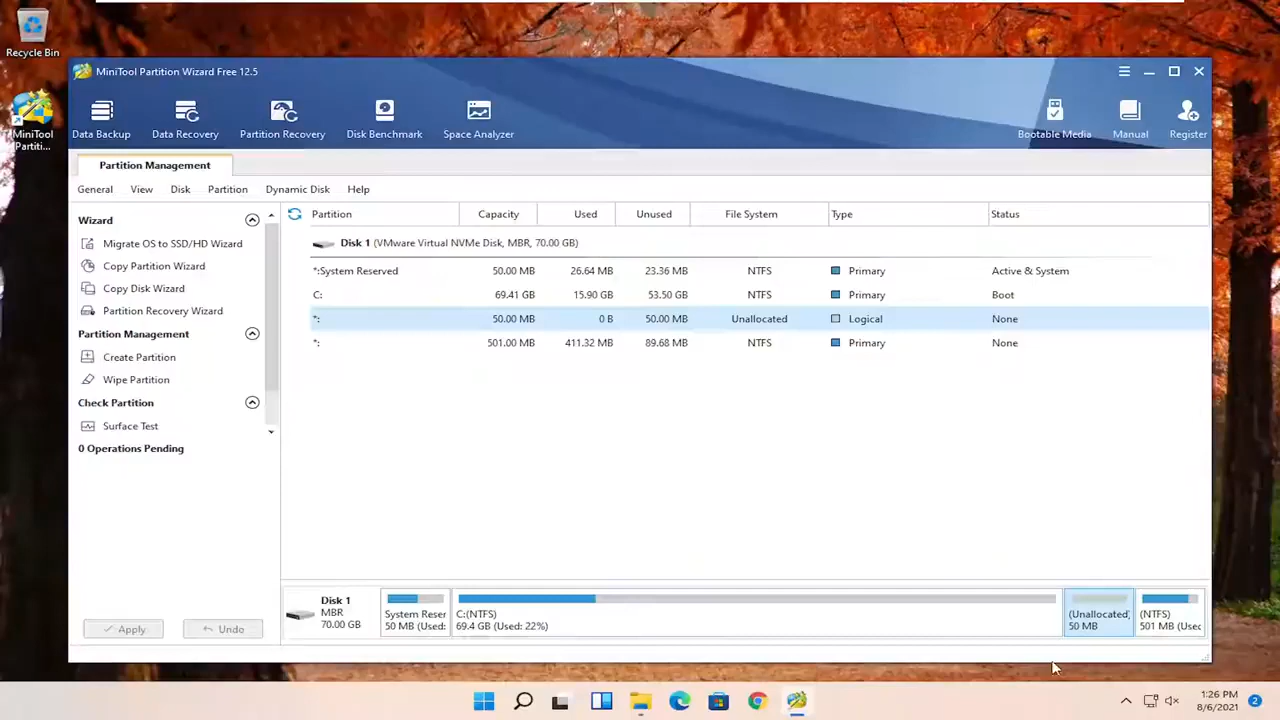 Recycle Bin
MiniTool
Partiti...
MiniTool Partition Wizard Free 12.5
Data Backup Data Recovery Partition Recovery Disk Benchmark Space Analyzer Bootable Media Manual Register
Partition Management
General View Disk Partition Dynamic Disk Help
Wizard
Migrate OS to SSD/HD Wizard
Copy Partition Wizard
Copy Disk Wizard
Partition Recovery Wizard
Partition Management
Create Partition
Wipe Partition
Check Partition
Surface Test
0 Operations Pending
Apply Undo
Partition Capacity Used Unused File System Type Status
Disk 1 (VMware Virtual NVMe Disk, MBR, 70.00 GB)
*:System Reserved 50.00 MB 26.64 MB 23.36 MB NTFS Primary Active & System
C: 69.41 GB 15.90 GB 53.50 GB NTFS Primary Boot
*: 50.00 MB 0 B 50.00 MB Unallocated Logical None
*: 501.00 MB 411.32 MB 89.68 MB NTFS Primary None
Disk 1
MBR
70.00 GB
System Reser
50 MB (Used:
C:(NTFS)
69.4 GB (Used: 22%)
(Unallocated)
50 MB
(NTFS)
501 MB (Used
1:26 PM
8/6/2021
2